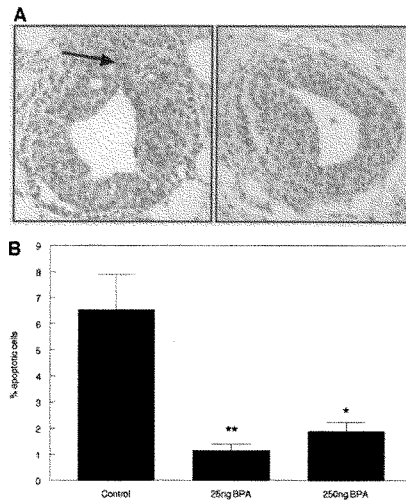 A
B
9
8
7
6
5
4
3
2
1
0
% apoptotic cells
**
*
Control
25ng BPA
250ng BPA